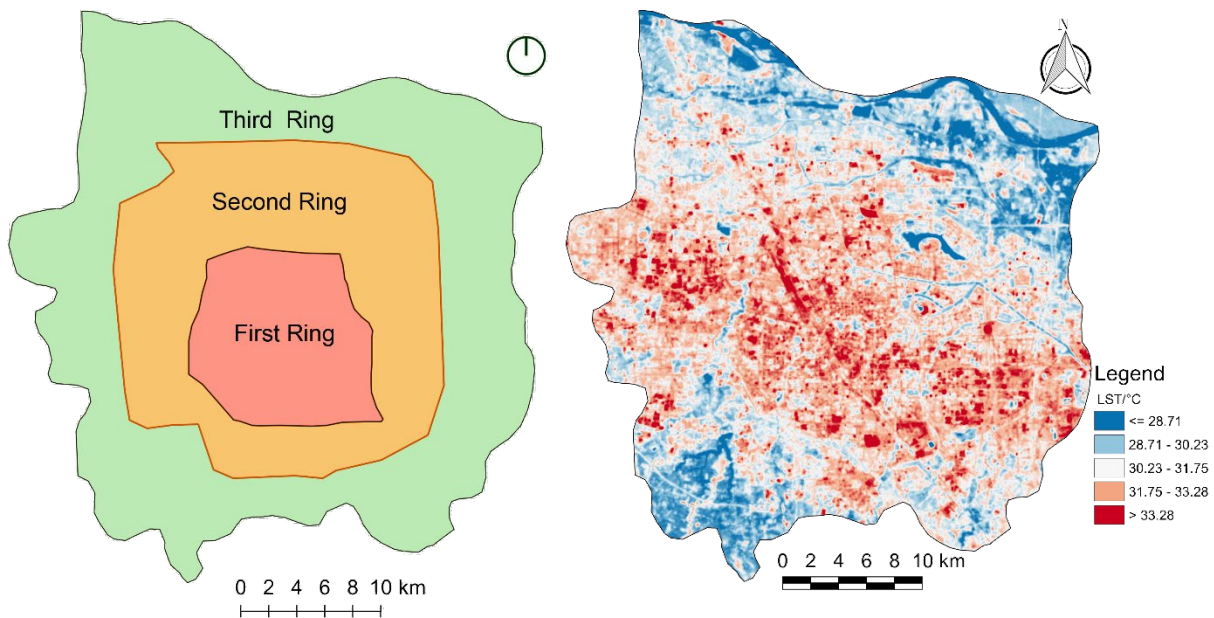 Third Ring
Second Ring
First Ring
0 2 4 6 8 10 km
N
Legend
LST/°C
<= 28.71
28.71 - 30.23
30.23 - 31.75
31.75 - 33.28
> 33.28
0 2 4 6 8 10 km